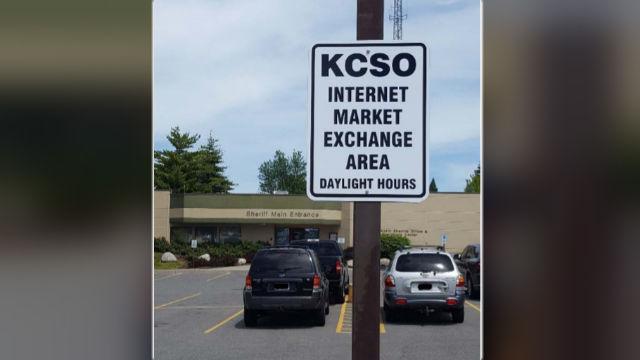 KCSO
INTERNET
MARKET
EXCHANGE
AREA
DAYLIGHT HOURS
Sheriff Main Entrance